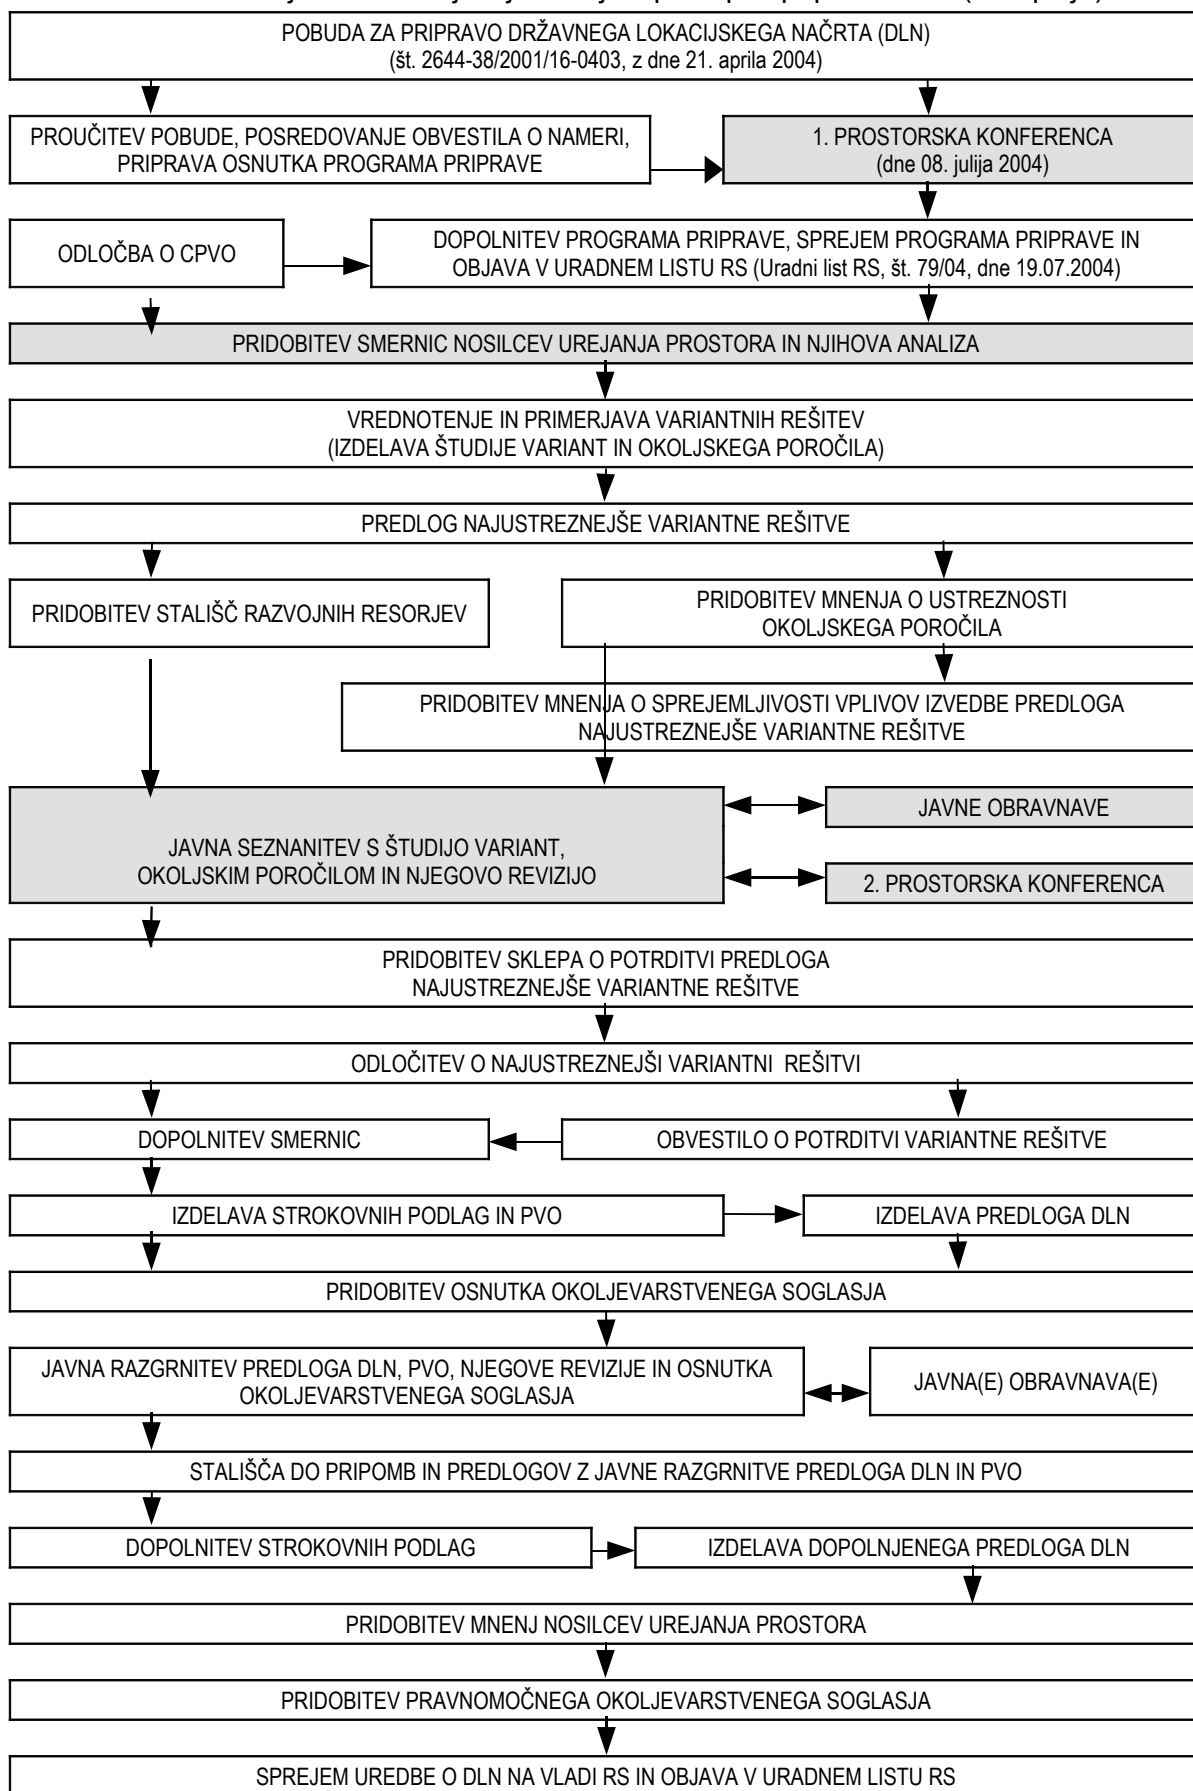 POBUDA ZA PRIPRAVO DRŽAVNEGA LOKACIJSKEGA NAČRTA (DLN)
(št. 2644-38/2001/16-0403, z dne 21. aprila 2004)
PROUČITEV POBUDE, POSREDOVANJE OBVESTILA O NAMERI,
PRIPRAVA OSNUTKA PROGRAMA PRIPRAVE
1. PROSTORSKA KONFERENCA
(dne 08. julija 2004)
ODLOČBA O CPVO
DOPOLNITEV PROGRAMA PRIPRAVE, SPREJEM PROGRAMA PRIPRAVE IN
OBJAVA V URADNEM LISTU RS (Uradni list RS, št. 79/04, dne 19.07.2004)
PRIDOBITEV SMERNIC NOSILCEV UREJANJA PROSTORA IN NJIHOVA ANALIZA
VREDNOTENJE IN PRIMERJAVA VARIANTNIH REŠITEV
(IZDELAVA ŠTUDIJE VARIANT IN OKOLJSKEGA POROČILA)
PREDLOG NAJUSTREZNEJŠE VARIANTNE REŠITVE
PRIDOBITEV STALIŠČ RAZVOJNIH RESORJEV
PRIDOBITEV MNENJA O USTREZNOSTI
OKOLJSKEGA POROČILA
PRIDOBITEV MNENJA O SPREJEMLJIVOSTI VPLIVOV IZVEDBE PREDLOGA
NAJUSTREZNEJŠE VARIANTNE REŠITVE
JAVNA SEZNANITEV S ŠTUDIJO VARIANT,
OKOLJSKIM POROČILOM IN NJEGOVO REVIZIJO
JAVNE OBRAVNAVE
2. PROSTORSKA KONFERENCA
PRIDOBITEV SKLEPA O POTRDITVI PREDLOGA
NAJUSTREZNEJŠE VARIANTNE REŠITVE
ODLOČITEV O NAJUSTREZNEJŠI VARIANTNI REŠITVI
DOPOLNITEV SMERNIC
OBVESTILO O POTRDITVI VARIANTNE REŠITVE
IZDELAVA STROKOVNIH PODLAG IN PVO
IZDELAVA PREDLOGA DLN
PRIDOBITEV OSNUTKA OKOLJEVARSTVENEGA SOGLASJA
JAVNA RAZGRNITEV PREDLOGA DLN, PVO, NJEGOVE REVIZIJE IN OSNUTKA
OKOLJEVARSTVENEGA SOGLASJA
JAVNA(E) OBRAVNAVA(E)
STALIŠČA DO PRIPOMB IN PREDLOGOV Z JAVNE RAZGRNITVE PREDLOGA DLN IN PVO
DOPOLNITEV STROKOVNIH PODLAG
IZDELAVA DOPOLNJENEGA PREDLOGA DLN
PRIDOBITEV MNENJ NOSILCEV UREJANJA PROSTORA
PRIDOBITEV PRAVNOMOČNEGA OKOLJEVARSTVENEGA SOGLASJA
SPREJEM UREDBE O DLN NA VLADI RS IN OBJAVA V URADNEM LISTU RS